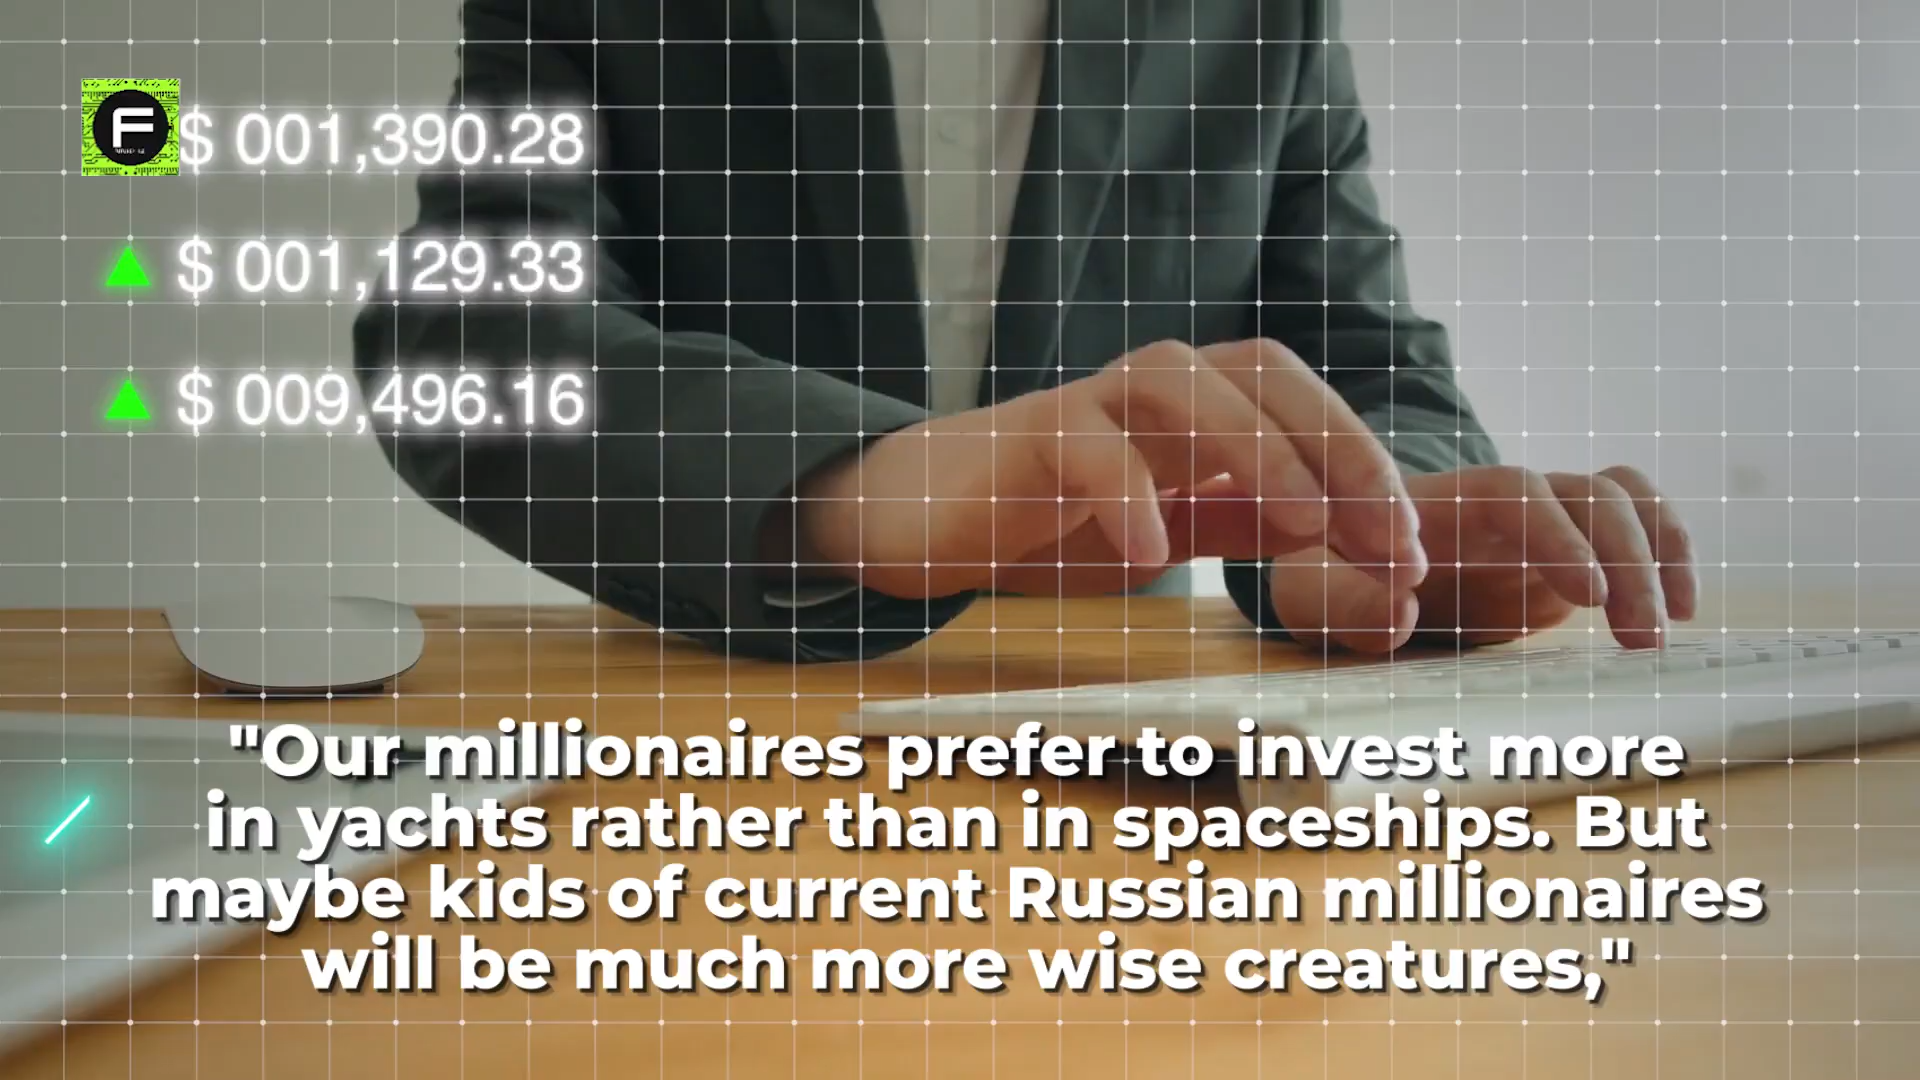 F
$ 001,390.28
$ 001,129.33
$ 009,496.16
"Our millionaires prefer to invest more
in yachts rather than in spaceships. But
maybe kids of current Russian millionaires
will be much more wise creatures,"